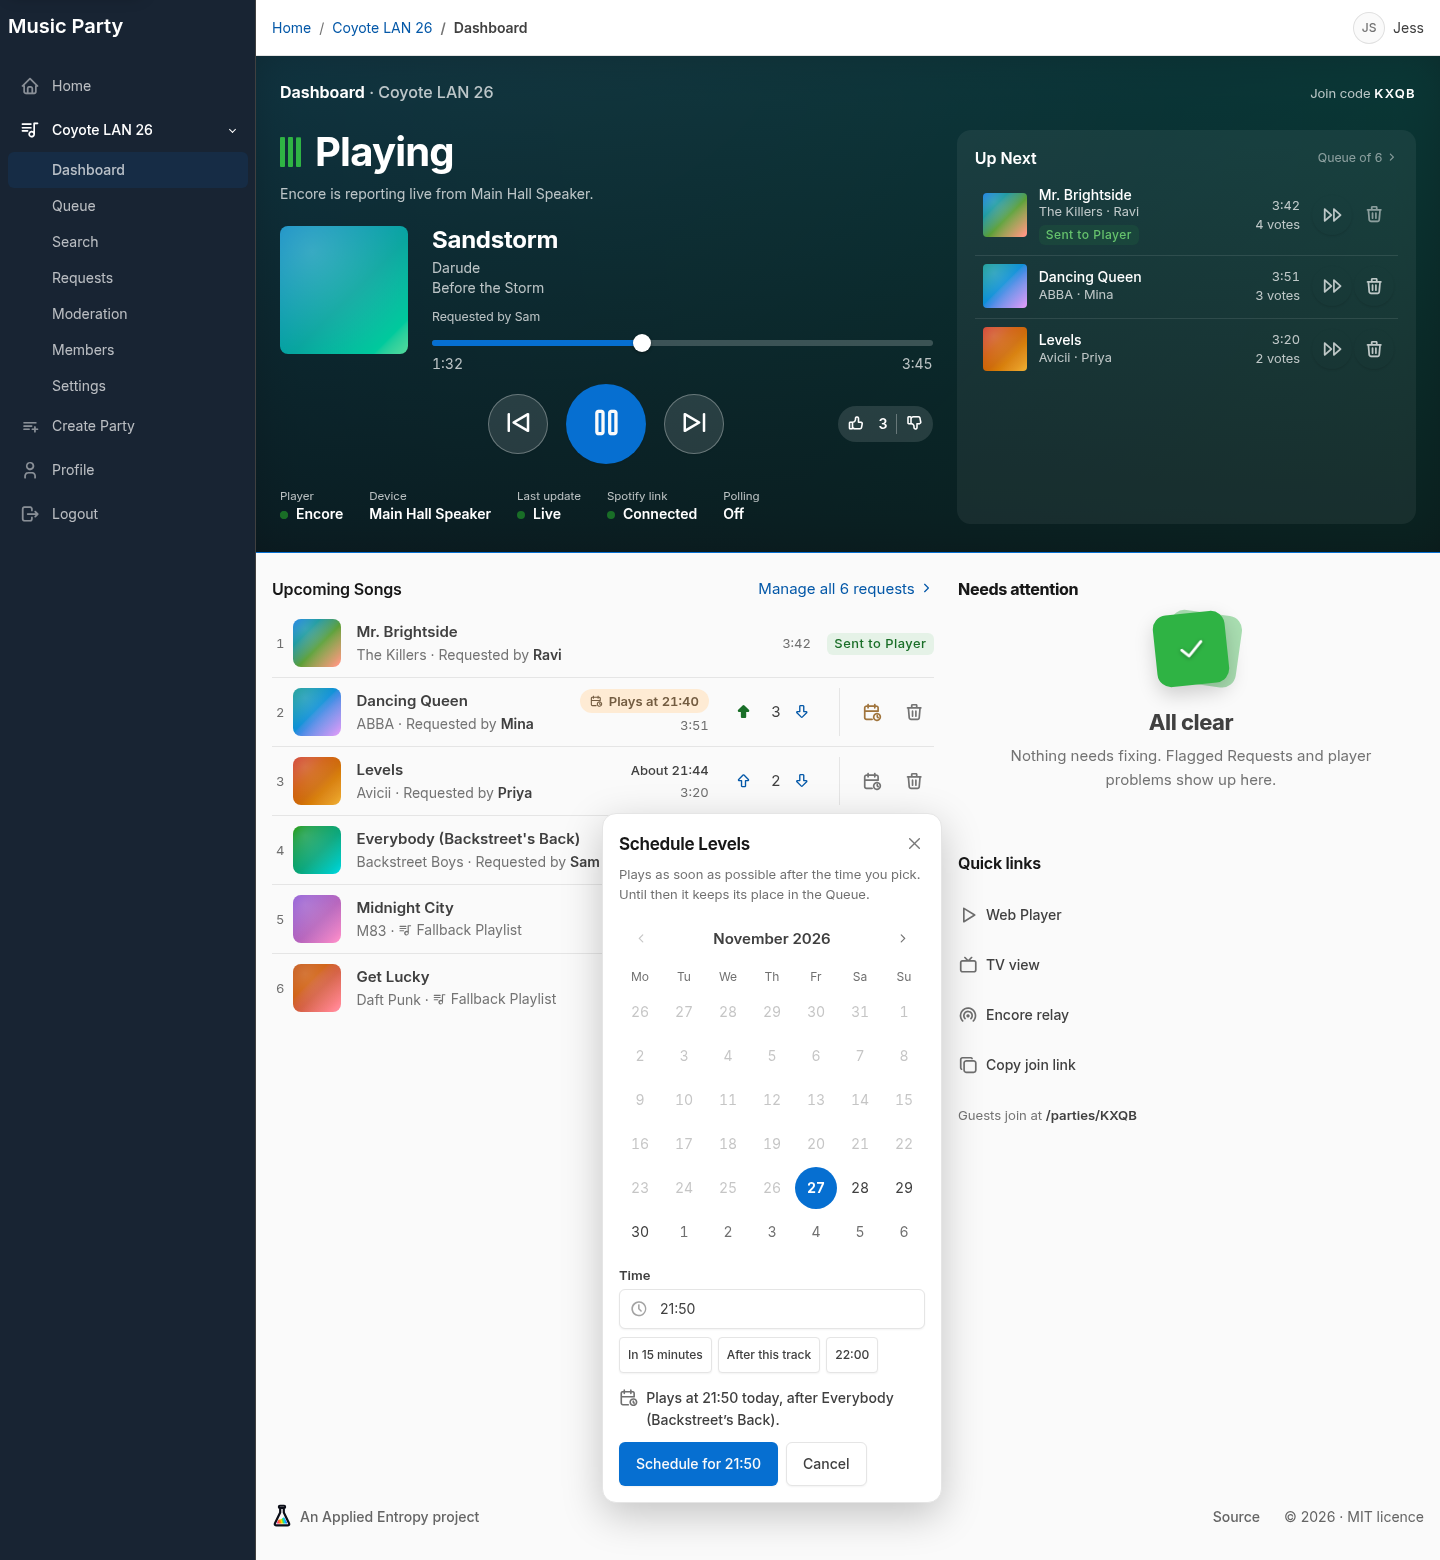 Music Party
Home
Coyote LAN 26
Dashboard
Queue
Search
Requests
Moderation
Members
Settings
Create Party
Profile
Logout
Home / Coyote LAN 26 / Dashboard
JS Jess
Dashboard · Coyote LAN 26
Join code KXQB
Playing
Encore is reporting live from Main Hall Speaker.
Sandstorm
Darude
Before the Storm
Requested by Sam
1:32 3:45
3
Player Device Last update Spotify link Polling
Encore Main Hall Speaker Live Connected Off
Up Next Queue of 6
Mr. Brightside
The Killers · Ravi
Sent to Player
3:42
4 votes
Dancing Queen
ABBA · Mina
3:51
3 votes
Levels
Avicii · Priya
3:20
2 votes
Upcoming Songs Manage all 6 requests
1 Mr. Brightside
The Killers · Requested by Ravi
3:42 Sent to Player
2 Dancing Queen
ABBA · Requested by Mina
Plays at 21:40
3:51
3
3 Levels
Avicii · Requested by Priya
About 21:44
3:20
2
4 Everybody (Backstreet's Back)
Backstreet Boys · Requested by Sam
5 Midnight City
M83 · Fallback Playlist
6 Get Lucky
Daft Punk · Fallback Playlist
Schedule Levels
Plays as soon as possible after the time you pick.
Until then it keeps its place in the Queue.
November 2026
Mo Tu We Th Fr Sa Su
26 27 28 29 30 31 1
2 3 4 5 6 7 8
9 10 11 12 13 14 15
16 17 18 19 20 21 22
23 24 25 26 27 28 29
30 1 2 3 4 5 6
Time
21:50
In 15 minutes After this track 22:00
Plays at 21:50 today, after Everybody
(Backstreet’s Back).
Schedule for 21:50 Cancel
Needs attention
All clear
Nothing needs fixing. Flagged Requests and player
problems show up here.
Quick links
Web Player
TV view
Encore relay
Copy join link
Guests join at /parties/KXQB
An Applied Entropy project
Source © 2026 · MIT licence